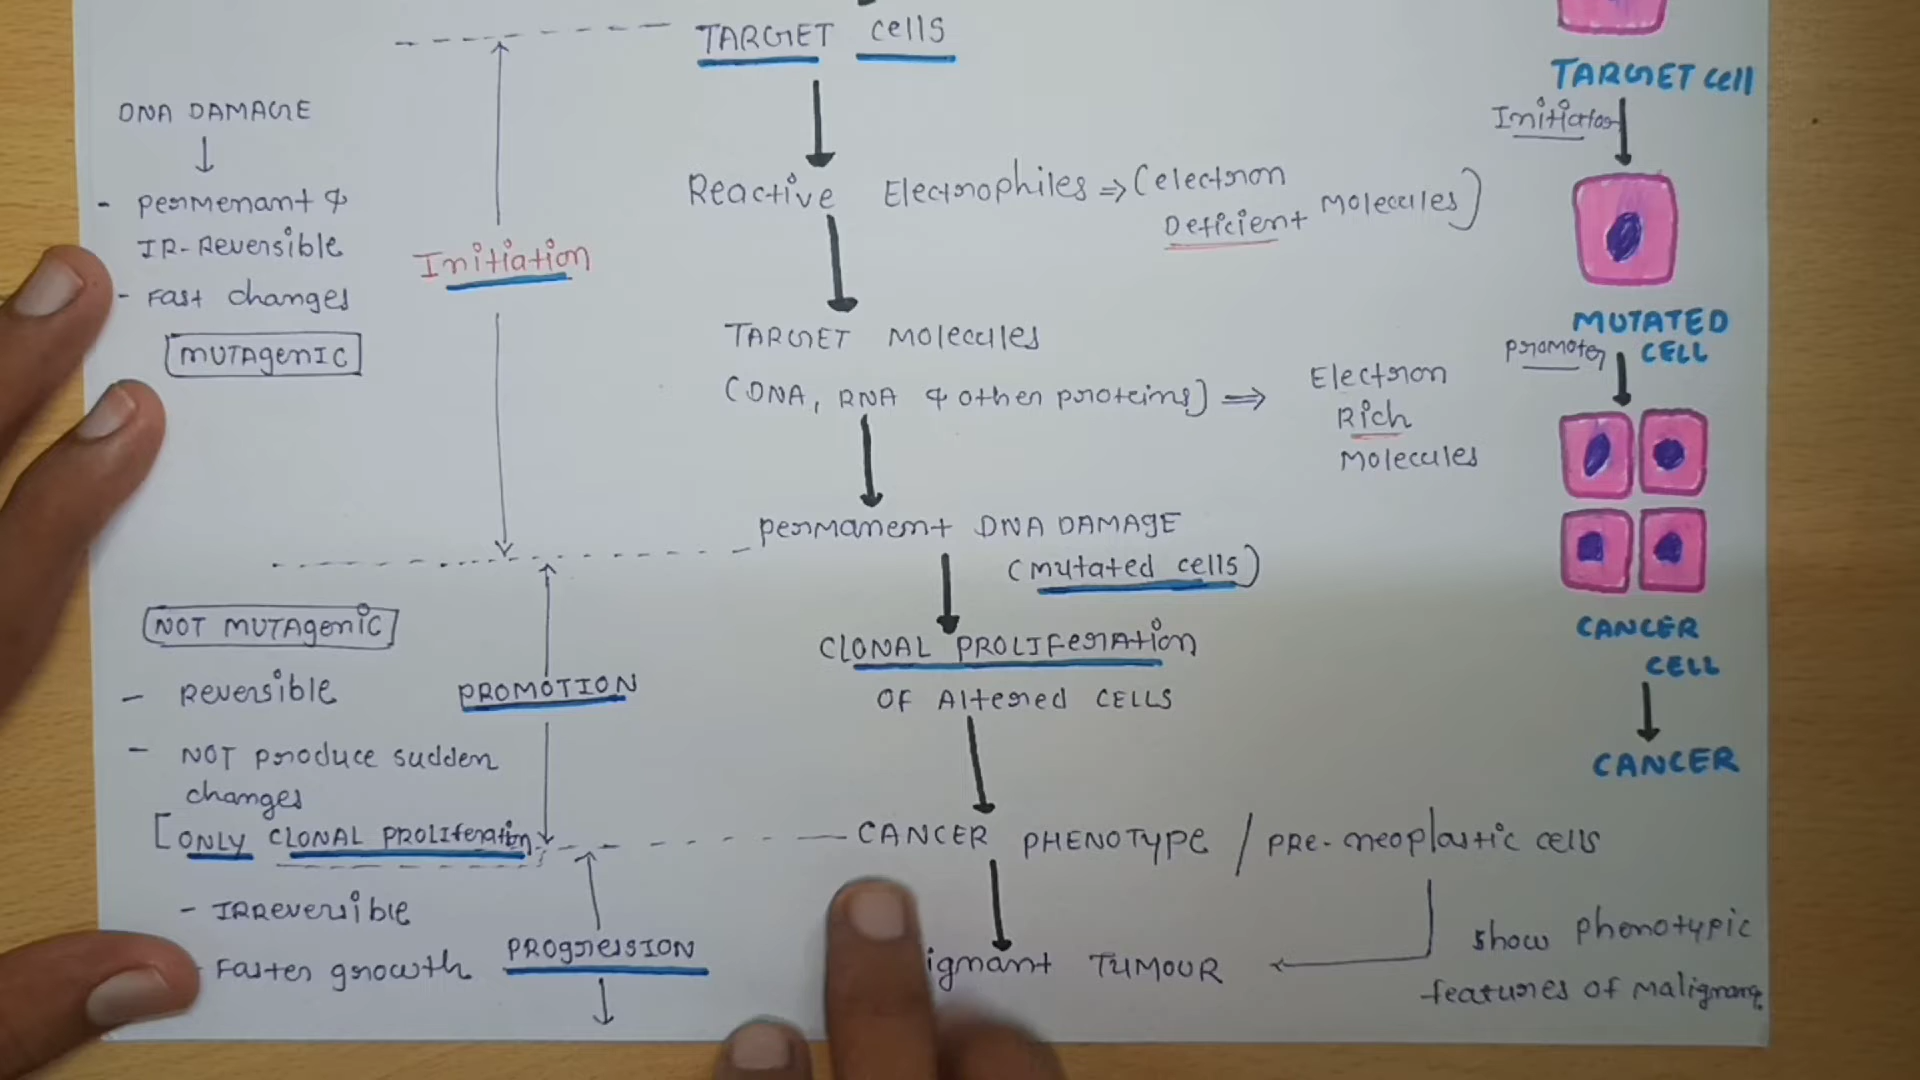 TARGET cells
DNA DAMAGE
- Permenant &
IR-Reversible
- Fast changes
MUTAgenic
Initiation
Reactive Electrophiles ⇒ (electron
Deficient Molecules)
TARGET Molecules
(DNA, RNA & other proteins) ⇒
Electron
Rich
Molecules
permanent DNA DAMAGE
(mutated cells)
NOT MUTAgenic
- Reversible
- NOT produce sudden
changes
[ONLY CLONAL PROLIferation
PROMOTION
CLONAL PROLIFerAtion
OF Altered CELLS
CANCER PHENOTYPE / PRE-neoplastic cells
- IRReversible
Faster growth
PROgresSION
ignant TUMOUR
show phenotypic
features of malignancy
TARGET Cell
Initiator
MUTATED
CELL
promoter
CANCER
CELL
CANCER